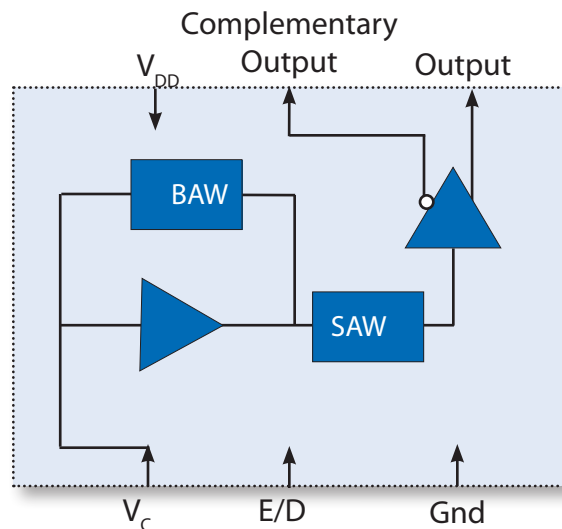 Complementary
V_DD Output Output
BAW
SAW
V_C E/D Gnd